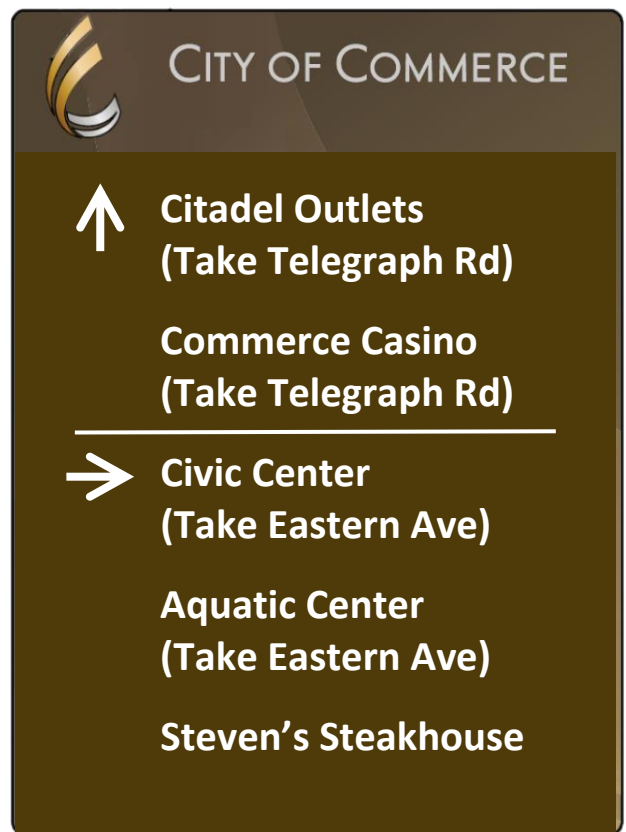 CITY OF COMMERCE
Citadel Outlets
(Take Telegraph Rd)
Commerce Casino
(Take Telegraph Rd)
Civic Center
(Take Eastern Ave)
Aquatic Center
(Take Eastern Ave)
Steven’s Steakhouse